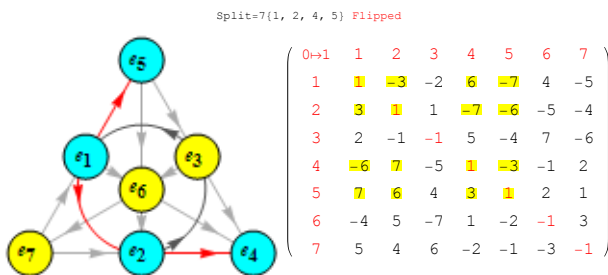 Split=7{1, 2, 4, 5} Flipped
e5
e1
e3
e6
e7
e2
e4
0↦1 1 2 3 4 5 6 7
1 1 -3 -2 6 -7 4 -5
2 3 1 1 -7 -6 -5 -4
3 2 -1 -1 5 -4 7 -6
4 -6 7 -5 1 -3 -1 2
5 7 6 4 3 1 2 1
6 -4 5 -7 1 -2 -1 3
7 5 4 6 -2 -1 -3 -1